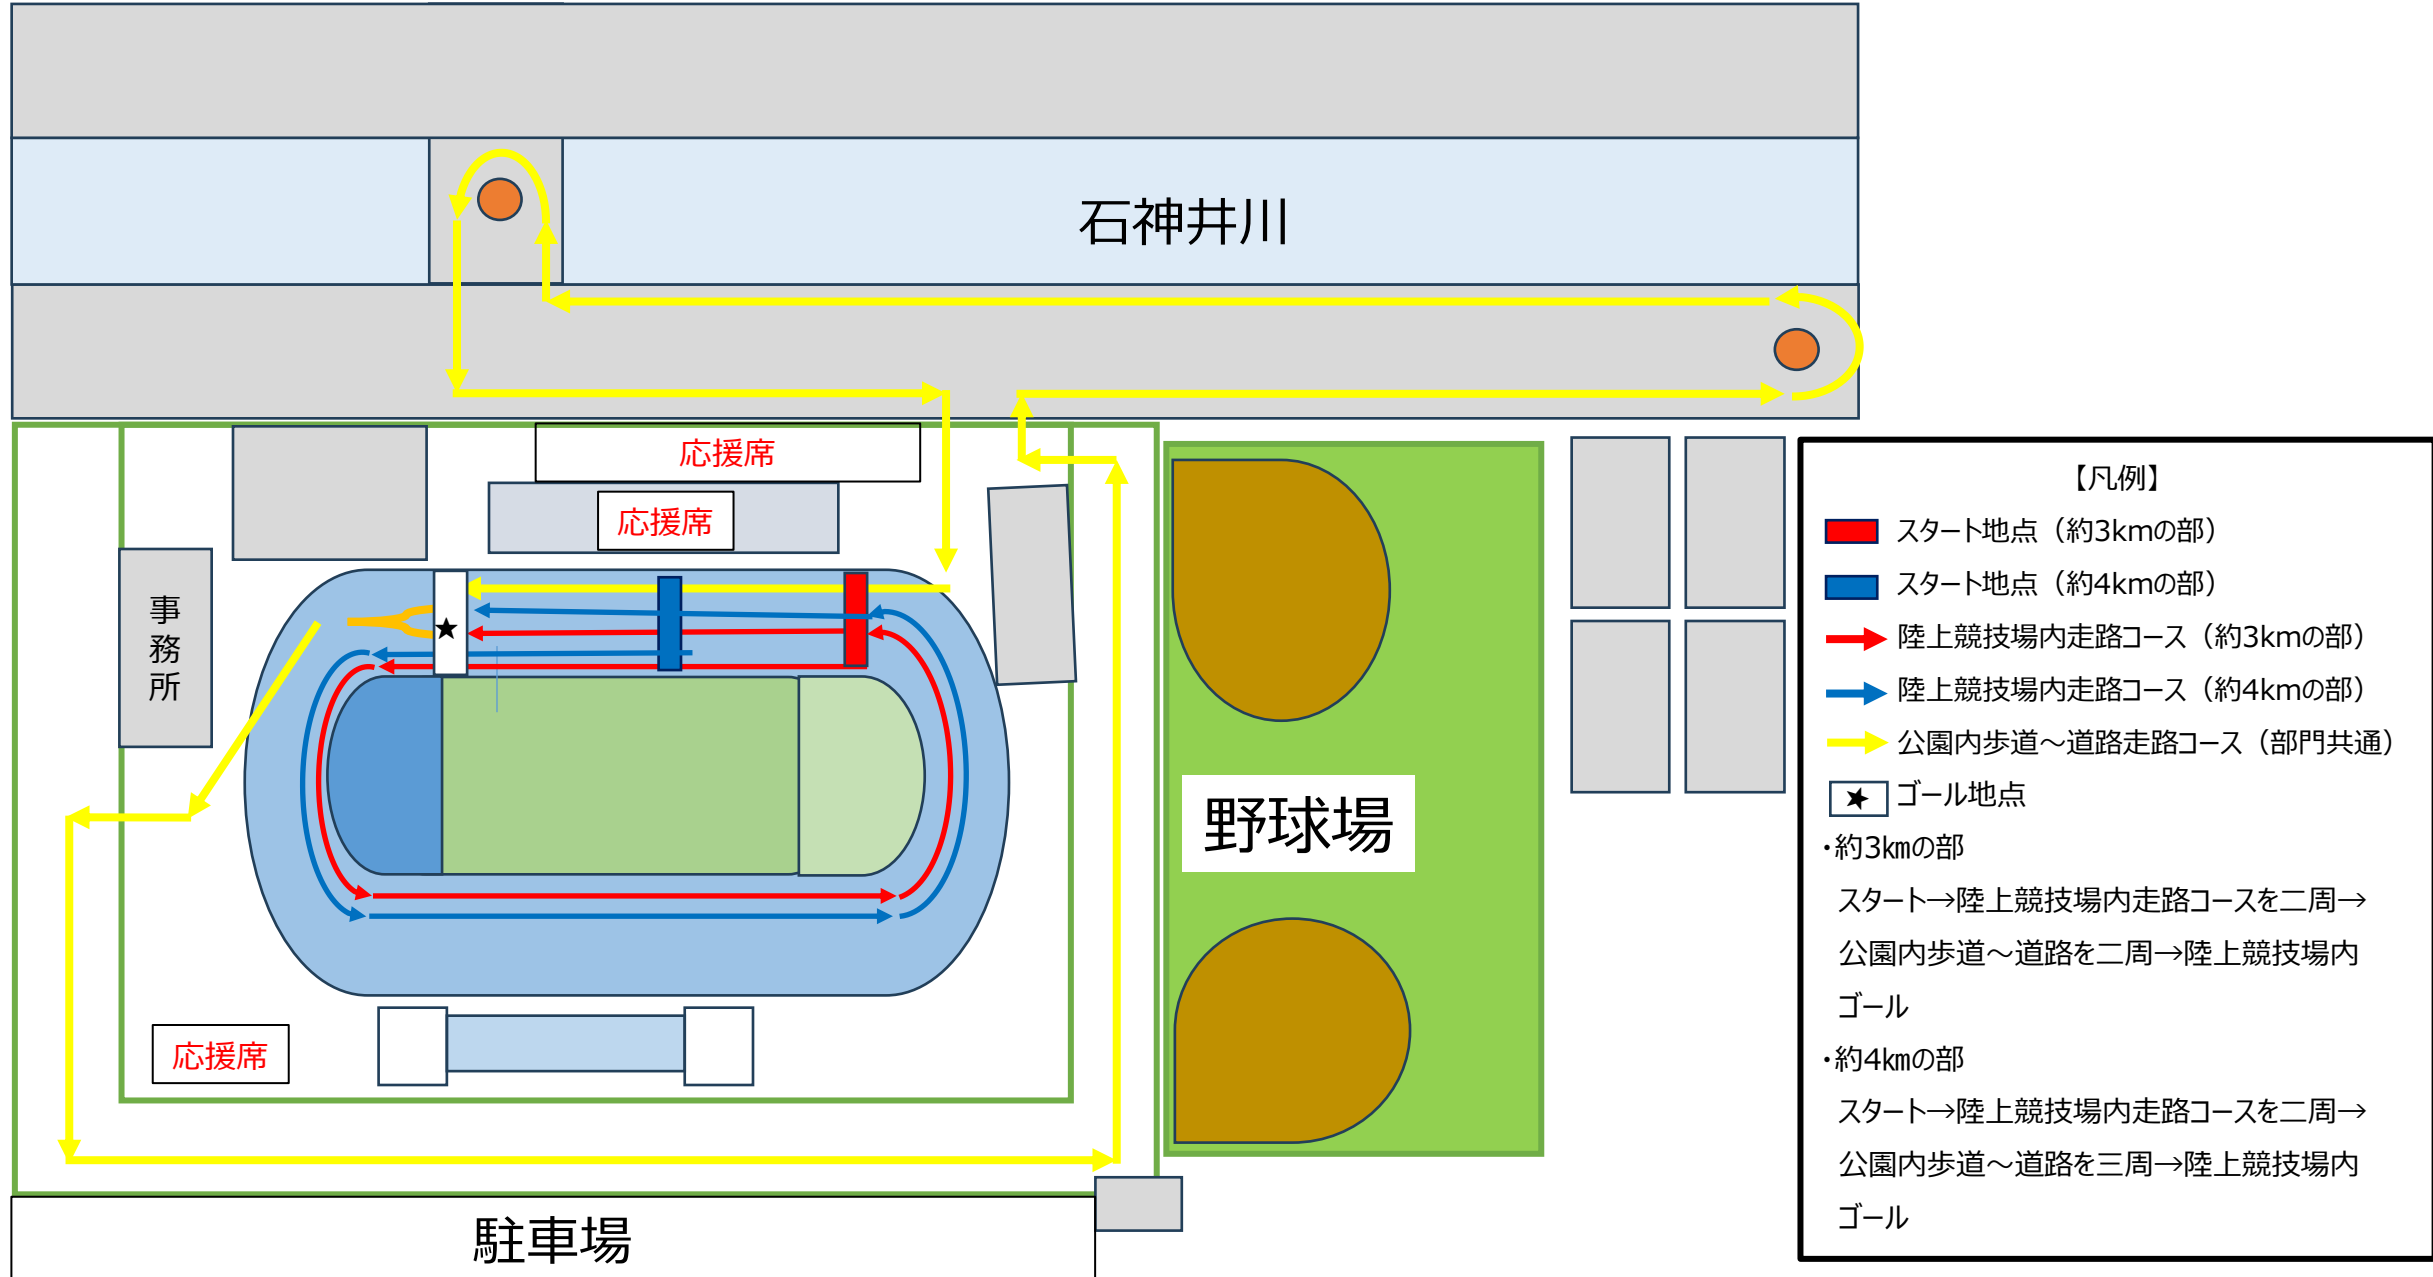 石神井川
応援席
応援席
事務所
野球場
応援席
駐車場
【凡例】
スタート地点（約3kmの部）
スタート地点（約4kmの部）
陸上競技場内走路コース（約3kmの部）
陸上競技場内走路コース（約4kmの部）
公園内歩道～道路走路コース（部門共通）
★ ゴール地点
・約3㎞の部
スタート→陸上競技場内走路コースを二周→
公園内歩道～道路を二周→陸上競技場内
ゴール
・約4㎞の部
スタート→陸上競技場内走路コースを二周→
公園内歩道～道路を三周→陸上競技場内
ゴール